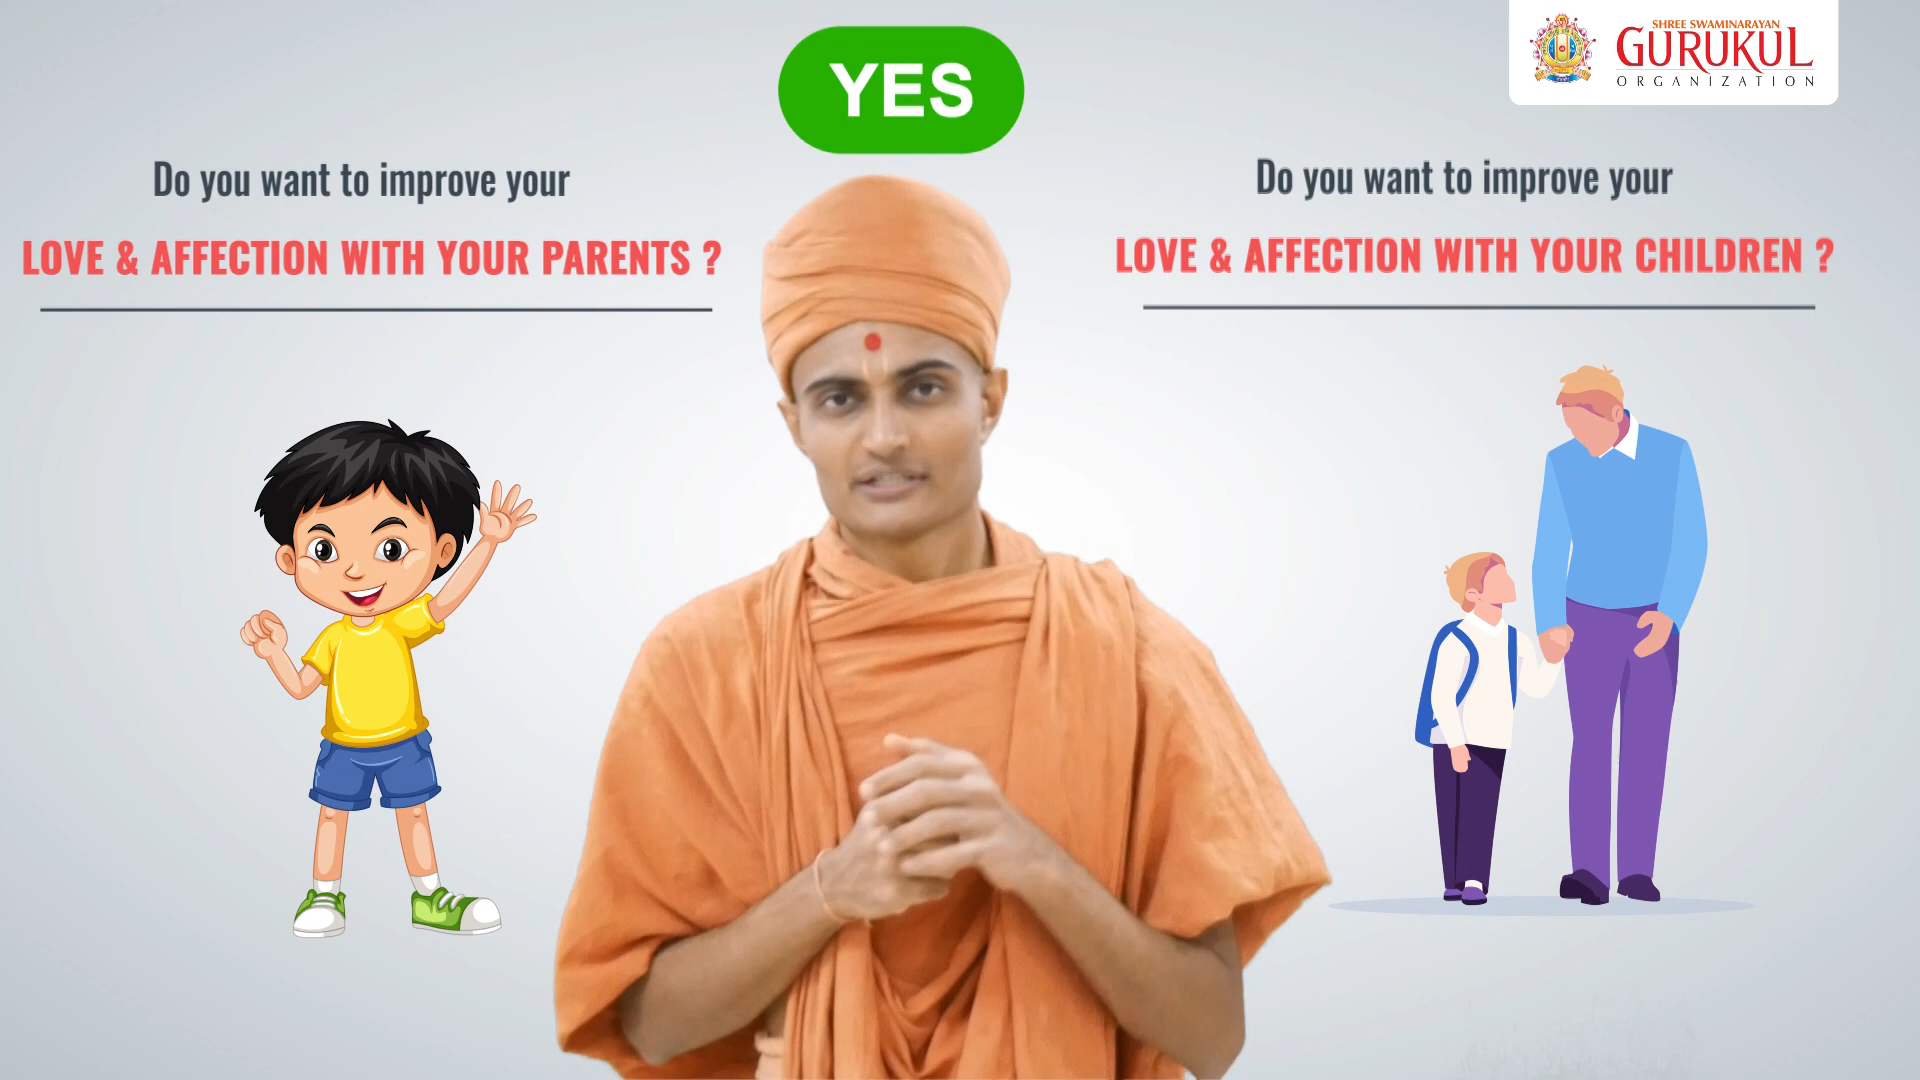 YES
SHREE SWAMINARAYAN
GURUKUL
ORGANIZATION
Do you want to improve your
LOVE & AFFECTION WITH YOUR PARENTS ?
Do you want to improve your
LOVE & AFFECTION WITH YOUR CHILDREN ?